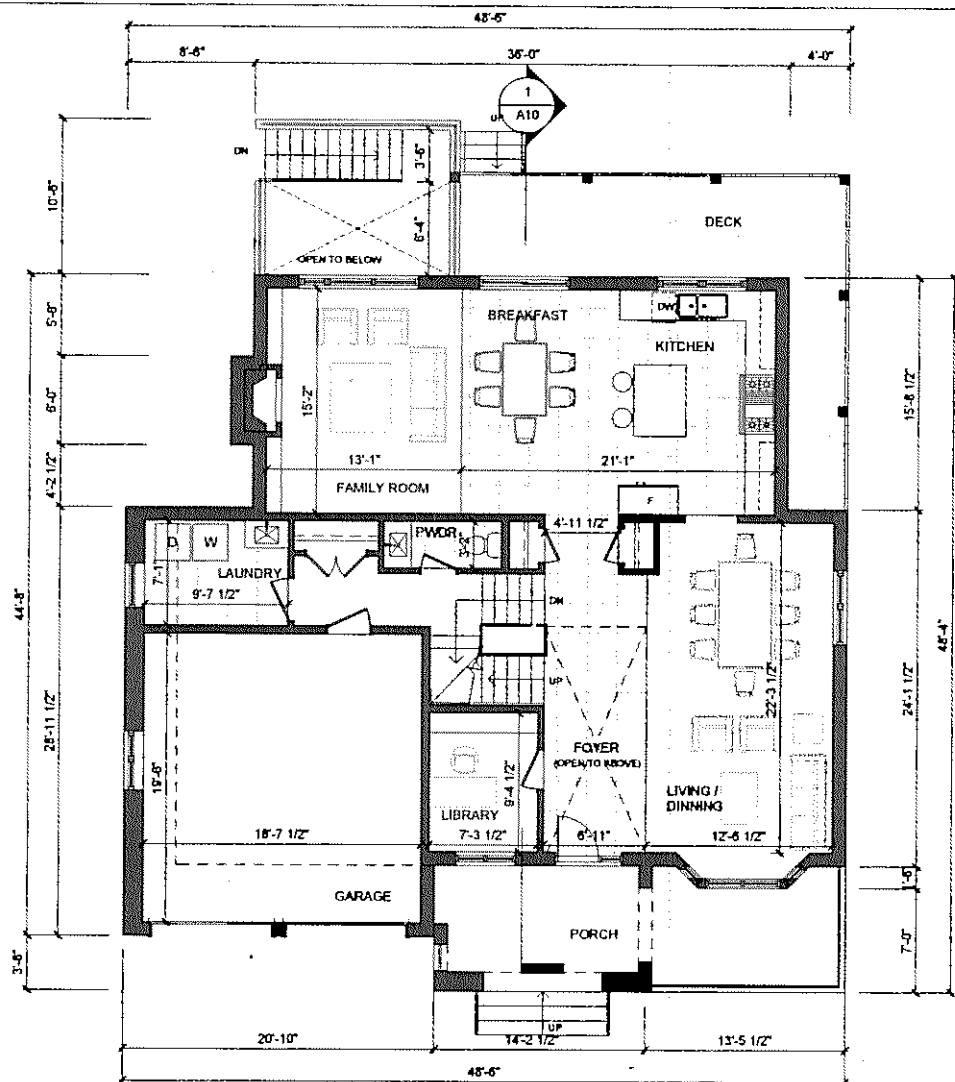 48'-6"
8'-6"
36'-0"
4'-0"
1
A10
UP
DN
3'-6"
10'-6"
6'-4"
DECK
OPEN TO BELOW
BREAKFAST
DW
KITCHEN
5'-8"
6'-0"
15'-2"
15'-8 1/2"
13'-1"
21'-1"
4'-2 1/2"
FAMILY ROOM
F
4'-11 1/2"
PWDR
3'-2"
D
W
LAUNDRY
7'-1"
9'-7 1/2"
DN
44'-8"
48'-4"
UP
22'-3 1/2"
24'-1 1/2"
28'-11 1/2"
FOYER
(OPEN TO ABOVE)
19'-6"
9'-4 1/2"
LIVING /
DINNING
LIBRARY
18'-7 1/2"
7'-3 1/2"
6'-11"
12'-6 1/2"
1'-6"
GARAGE
PORCH
7'-0"
3'-6"
UP
20'-10"
14'-2 1/2"
13'-5 1/2"
48'-6"